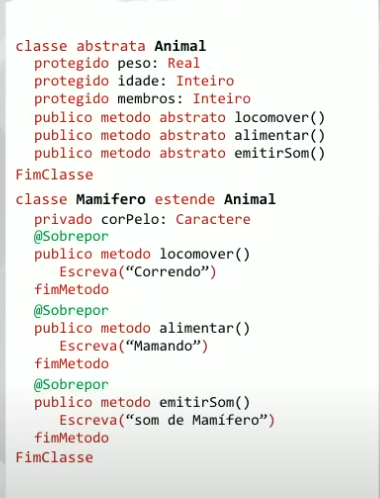 classe abstrata Animal
protegido peso: Real
protegido idade: Inteiro
protegido membros: Inteiro
publico metodo abstrato locomover()
publico metodo abstrato alimentar()
publico metodo abstrato emitirSom()
FimClasse
classe Mamifero estende Animal
privado corPelo: Caractere
@Sobrepor
publico metodo locomover()
Escreva(“Correndo”)
fimMetodo
@Sobrepor
publico metodo alimentar()
Escreva(“Mamando”)
fimMetodo
@Sobrepor
publico metodo emitirSom()
Escreva(“som de Mamífero”)
fimMetodo
FimClasse